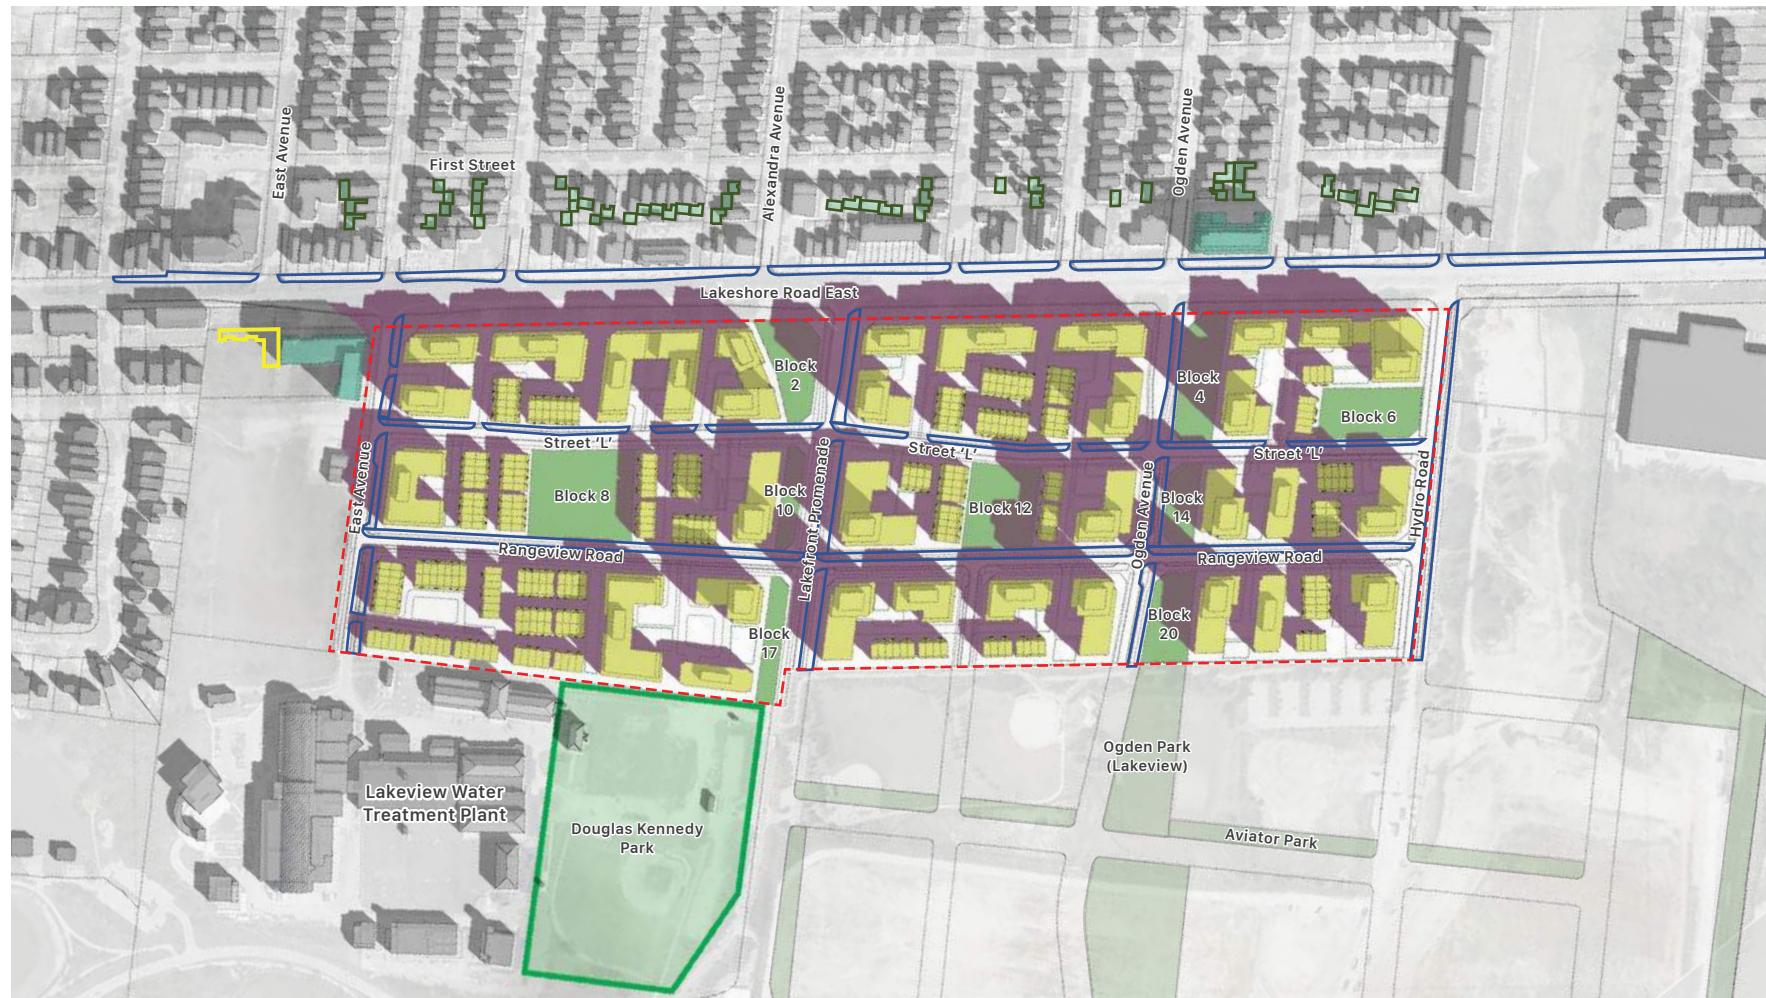 East Avenue
First Street
Alexandra Avenue
Ogden Avenue
Lakeshore Road East
Block
2
Block
4
Block 6
Street ‘L’
Street ‘L’
Street ‘L’
East Avenue
Block 8
Block
10
Lakefront Promenade
Block 12
Ogden Avenue
Block
14
Hydro Road
Rangeview Road
Rangeview Road
Block
17
Block
20
Ogden Park
(Lakeview)
Lakeview Water
Treatment Plant
Douglas Kennedy
Park
Aviator Park